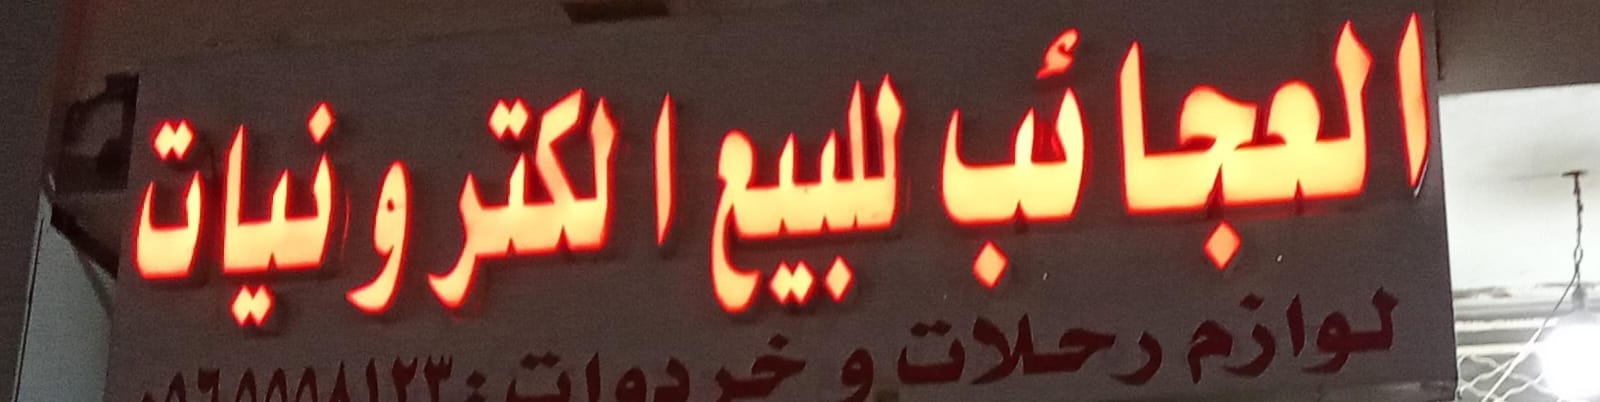 العجائب للبيع الكترونيات
لوازم رحلات و خردوات :